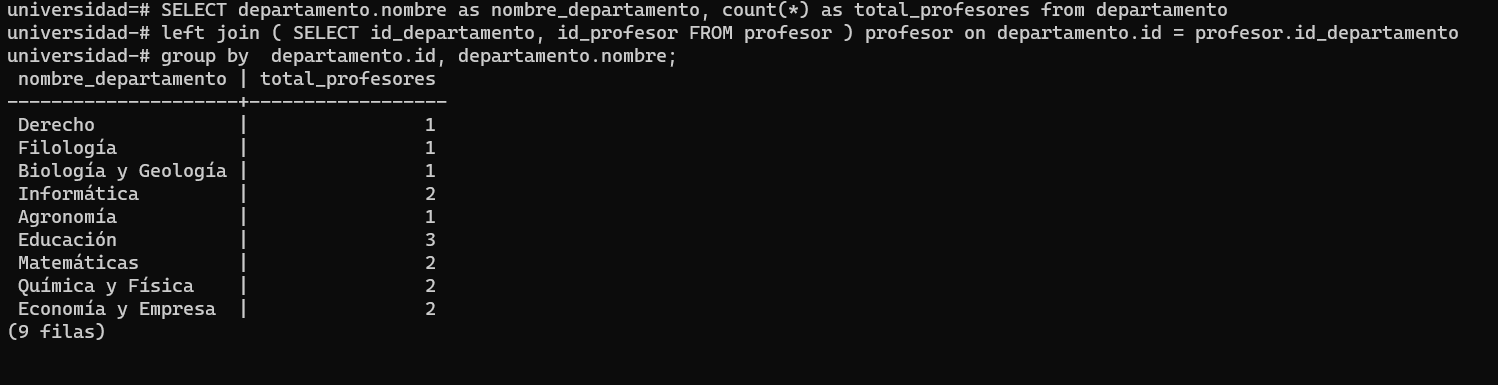 universidad=# SELECT departamento.nombre as nombre_departamento, count(*) as total_profesores from departamento
universidad-# left join ( SELECT id_departamento, id_profesor FROM profesor ) profesor on departamento.id = profesor.id_departamento
universidad-# group by  departamento.id, departamento.nombre;
 nombre_departamento | total_profesores
---------------------+------------------
 Derecho             |                1
 Filología           |                1
 Biología y Geología |                1
 Informática         |                2
 Agronomía           |                1
 Educación           |                3
 Matemáticas         |                2
 Química y Física    |                2
 Economía y Empresa  |                2
(9 filas)